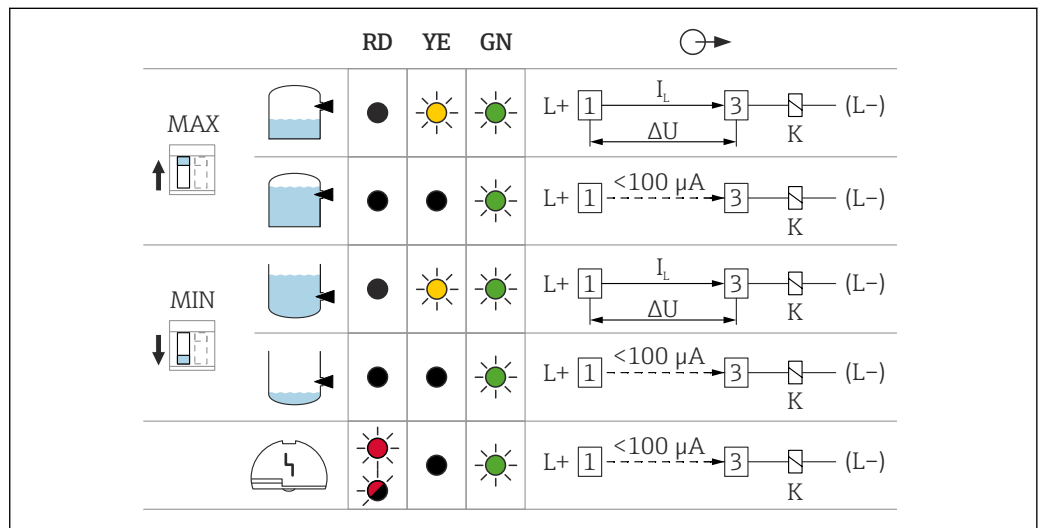 RD YE GN
MAX
L+ 1 I_L 3 (L−)
ΔU K
L+ 1 <100 µA 3 (L−)
K
MIN
L+ 1 I_L 3 (L−)
ΔU K
L+ 1 <100 µA 3 (L−)
K
L+ 1 <100 µA 3 (L−)
K